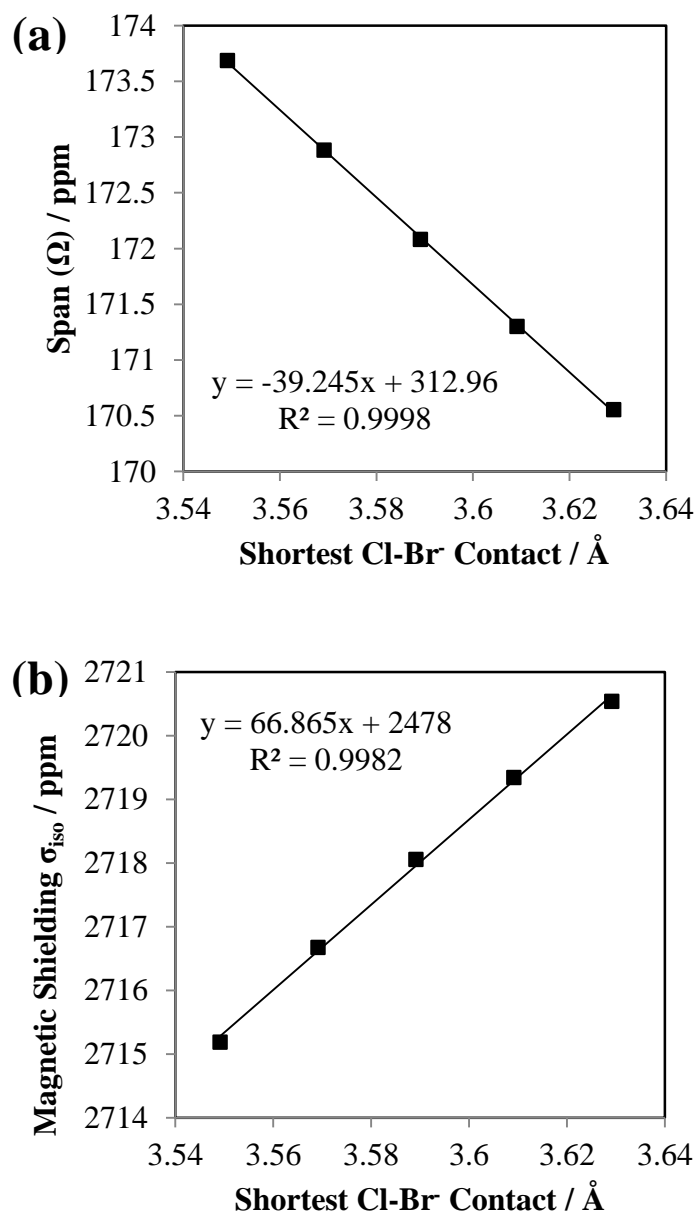 (a)
174
173.5
173
172.5
172
171.5
171
170.5
170
Span (Ω) / ppm
y = -39.245x + 312.96
R² = 0.9998
3.54 3.56 3.58 3.6 3.62 3.64
Shortest Cl-Br⁻ Contact / Å
(b)
2721
2720
2719
2718
2717
2716
2715
2714
Magnetic Shielding σiso / ppm
y = 66.865x + 2478
R² = 0.9982
3.54 3.56 3.58 3.6 3.62 3.64
Shortest Cl-Br⁻ Contact / Å